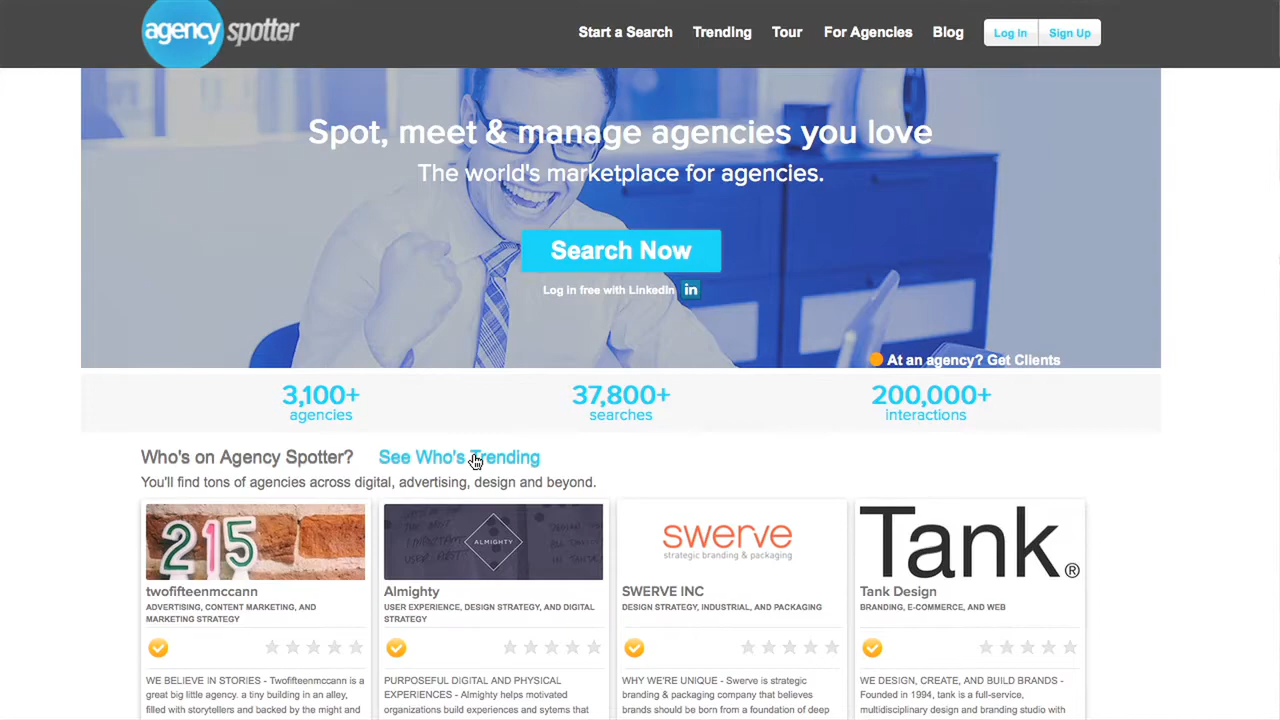 agency spotter
Start a Search Trending Tour For Agencies Blog Log In Sign Up
Spot, meet & manage agencies you love
The world's marketplace for agencies.
Search Now
Log in free with LinkedIn in
At an agency? Get Clients
3,100+ 37,800+ 200,000+
agencies searches interactions
Who's on Agency Spotter? See Who's Trending
You'll find tons of agencies across digital, advertising, design and beyond.
215
ALMIGHTY
swerve
strategic branding & packaging
Tank®
twofifteenmccann
ADVERTISING, CONTENT MARKETING, AND
MARKETING STRATEGY
WE BELIEVE IN STORIES - Twofifteenmccann is a
great big little agency. a tiny building in an alley,
filled with storytellers and backed by the might and
Almighty
USER EXPERIENCE, DESIGN STRATEGY, AND DIGITAL
STRATEGY
PURPOSEFUL DIGITAL AND PHYSICAL
EXPERIENCES - Almighty helps motivated
organizations build experiences and sytems that
SWERVE INC
DESIGN STRATEGY, INDUSTRIAL, AND PACKAGING
WHY WE'RE UNIQUE - Swerve is strategic
branding & packaging company that believes
brands should be born from a foundation of deep
Tank Design
BRANDING, E-COMMERCE, AND WEB
WE DESIGN, CREATE, AND BUILD BRANDS -
Founded in 1994, tank is a full-service,
multidisciplinary design and branding studio with